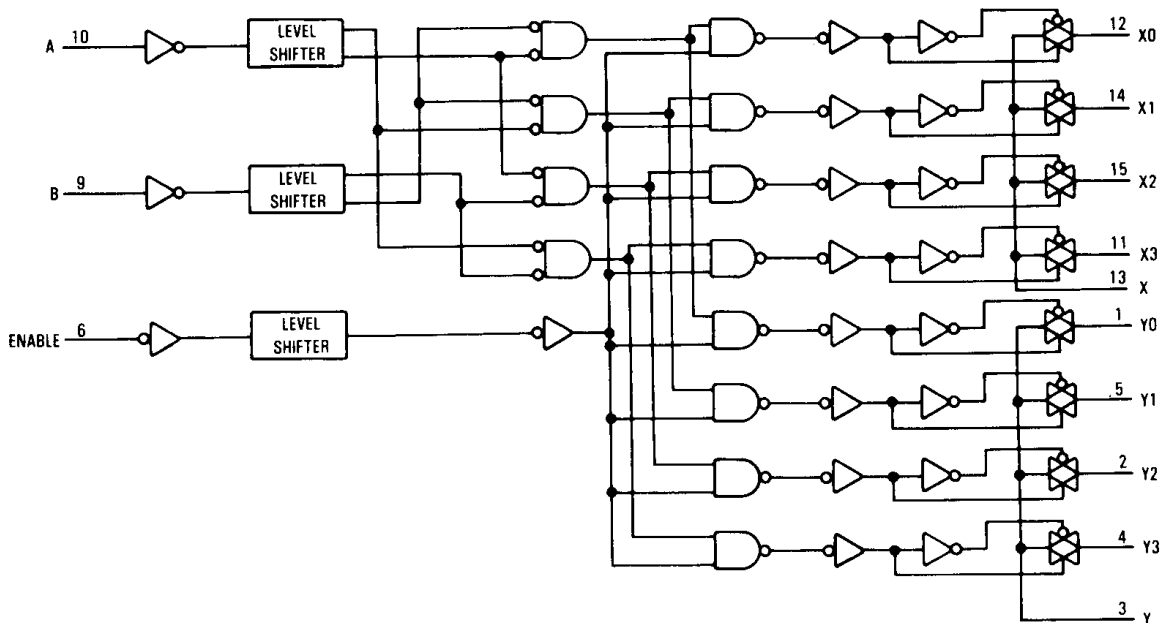 A 10 LEVEL SHIFTER 12 X0
14 X1
B 9 LEVEL SHIFTER 15 X2
11 X3
13 X
ENABLE 6 LEVEL SHIFTER 1 Y0
5 Y1
2 Y2
4 Y3
3 Y